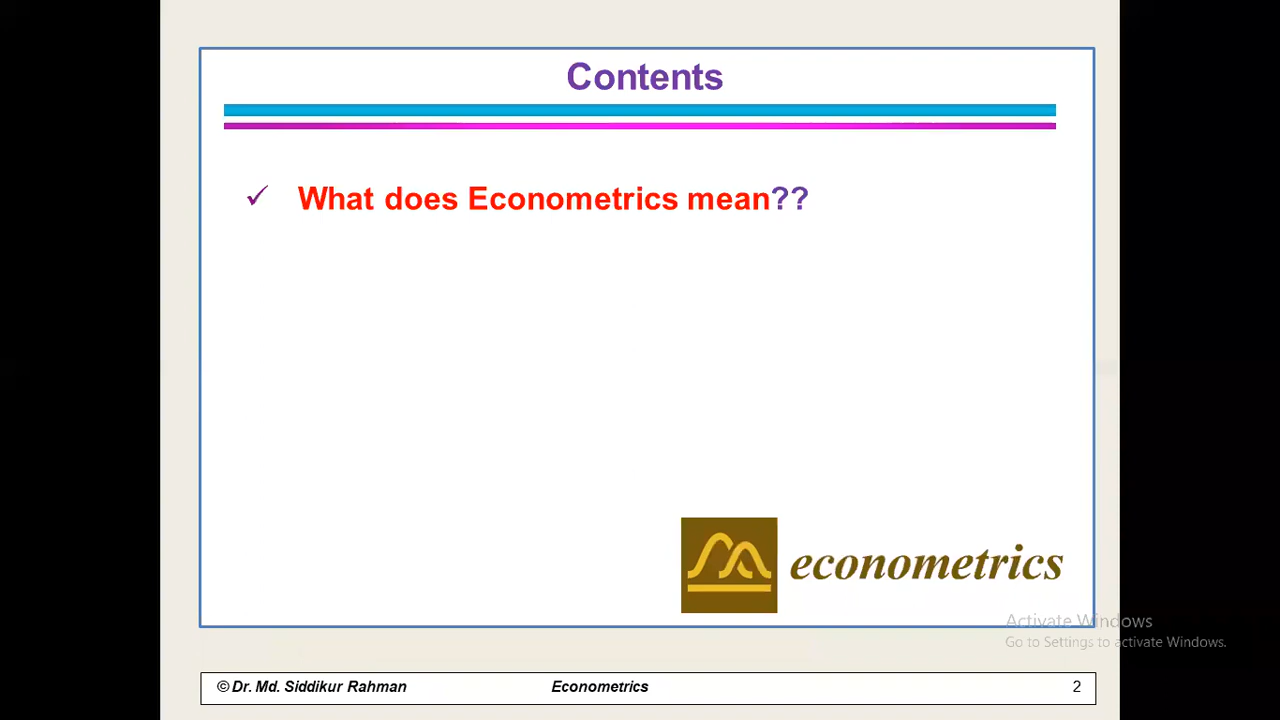 Contents
✓ What does Econometrics mean??
econometrics
Activate Windows
Go to Settings to activate Windows.
© Dr. Md. Siddikur Rahman Econometrics 2